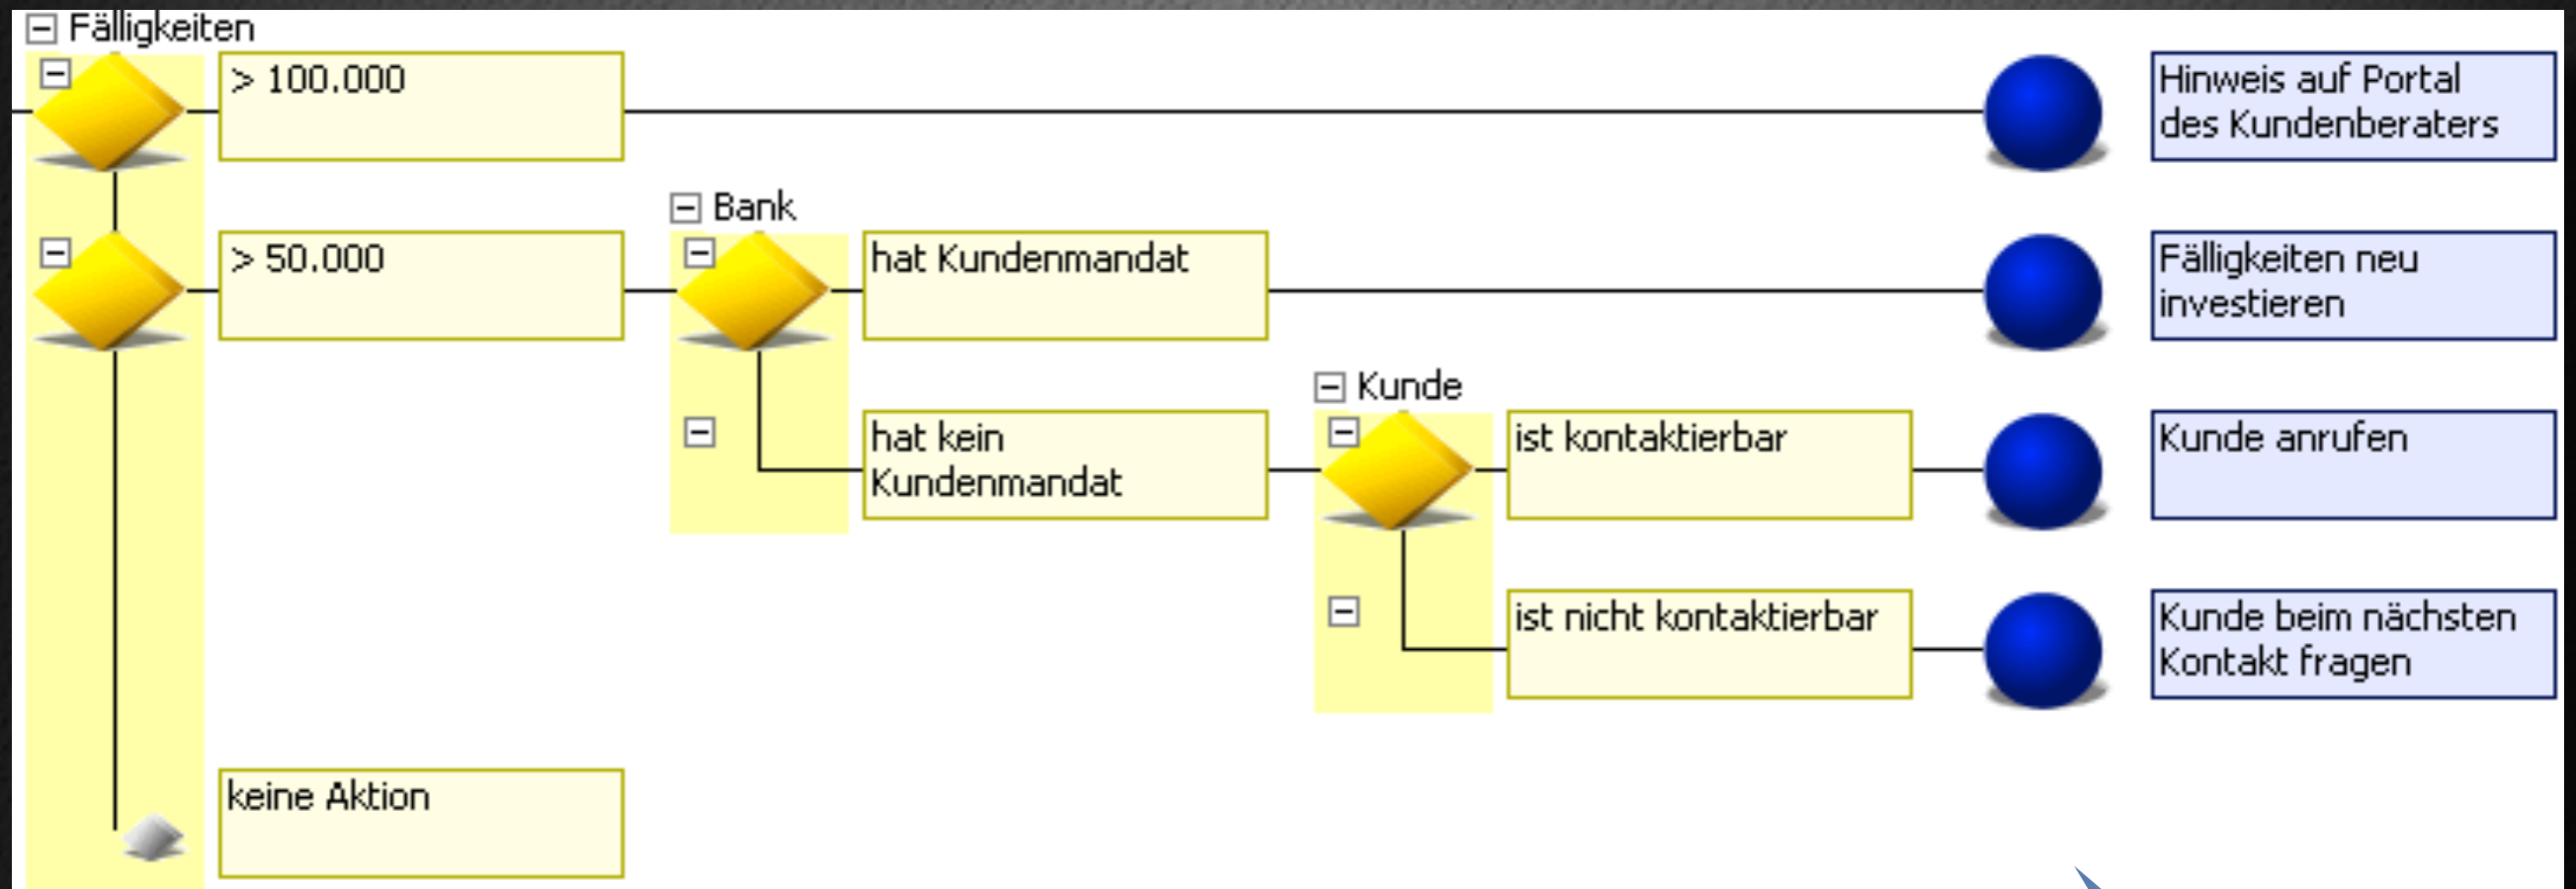 Fälligkeiten
> 100.000
Hinweis auf Portal
des Kundenberaters
Bank
> 50.000
hat Kundenmandat
Fälligkeiten neu
investieren
Kunde
hat kein
Kundenmandat
ist kontaktierbar
Kunde anrufen
ist nicht kontaktierbar
Kunde beim nächsten
Kontakt fragen
keine Aktion